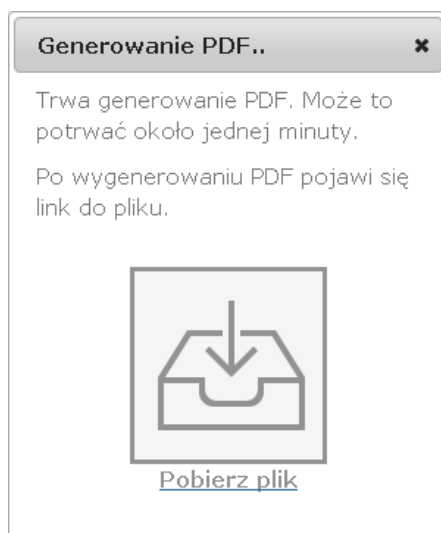 Generowanie PDF..
Trwa generowanie PDF. Może to
potrwać około jednej minuty.
Po wygenerowaniu PDF pojawi się
link do pliku.
Pobierz plik